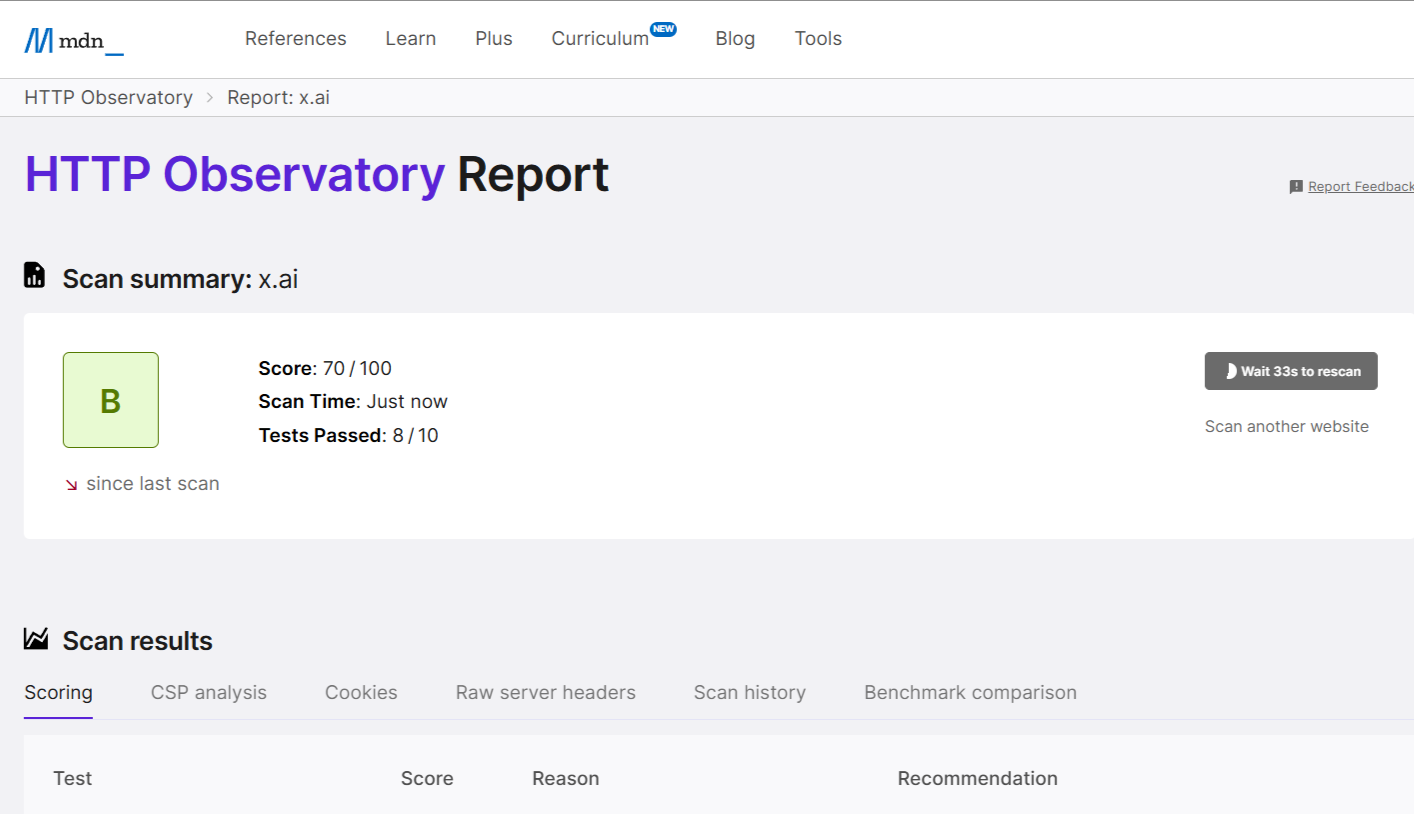 mdn_ References Learn Plus Curriculum NEW Blog Tools
HTTP Observatory > Report: x.ai
HTTP Observatory Report
Report Feedback
Scan summary: x.ai
B
Score: 70 / 100
Scan Time: Just now
Tests Passed: 8 / 10
since last scan
Wait 33s to rescan
Scan another website
Scan results
Scoring CSP analysis Cookies Raw server headers Scan history Benchmark comparison
Test Score Reason Recommendation